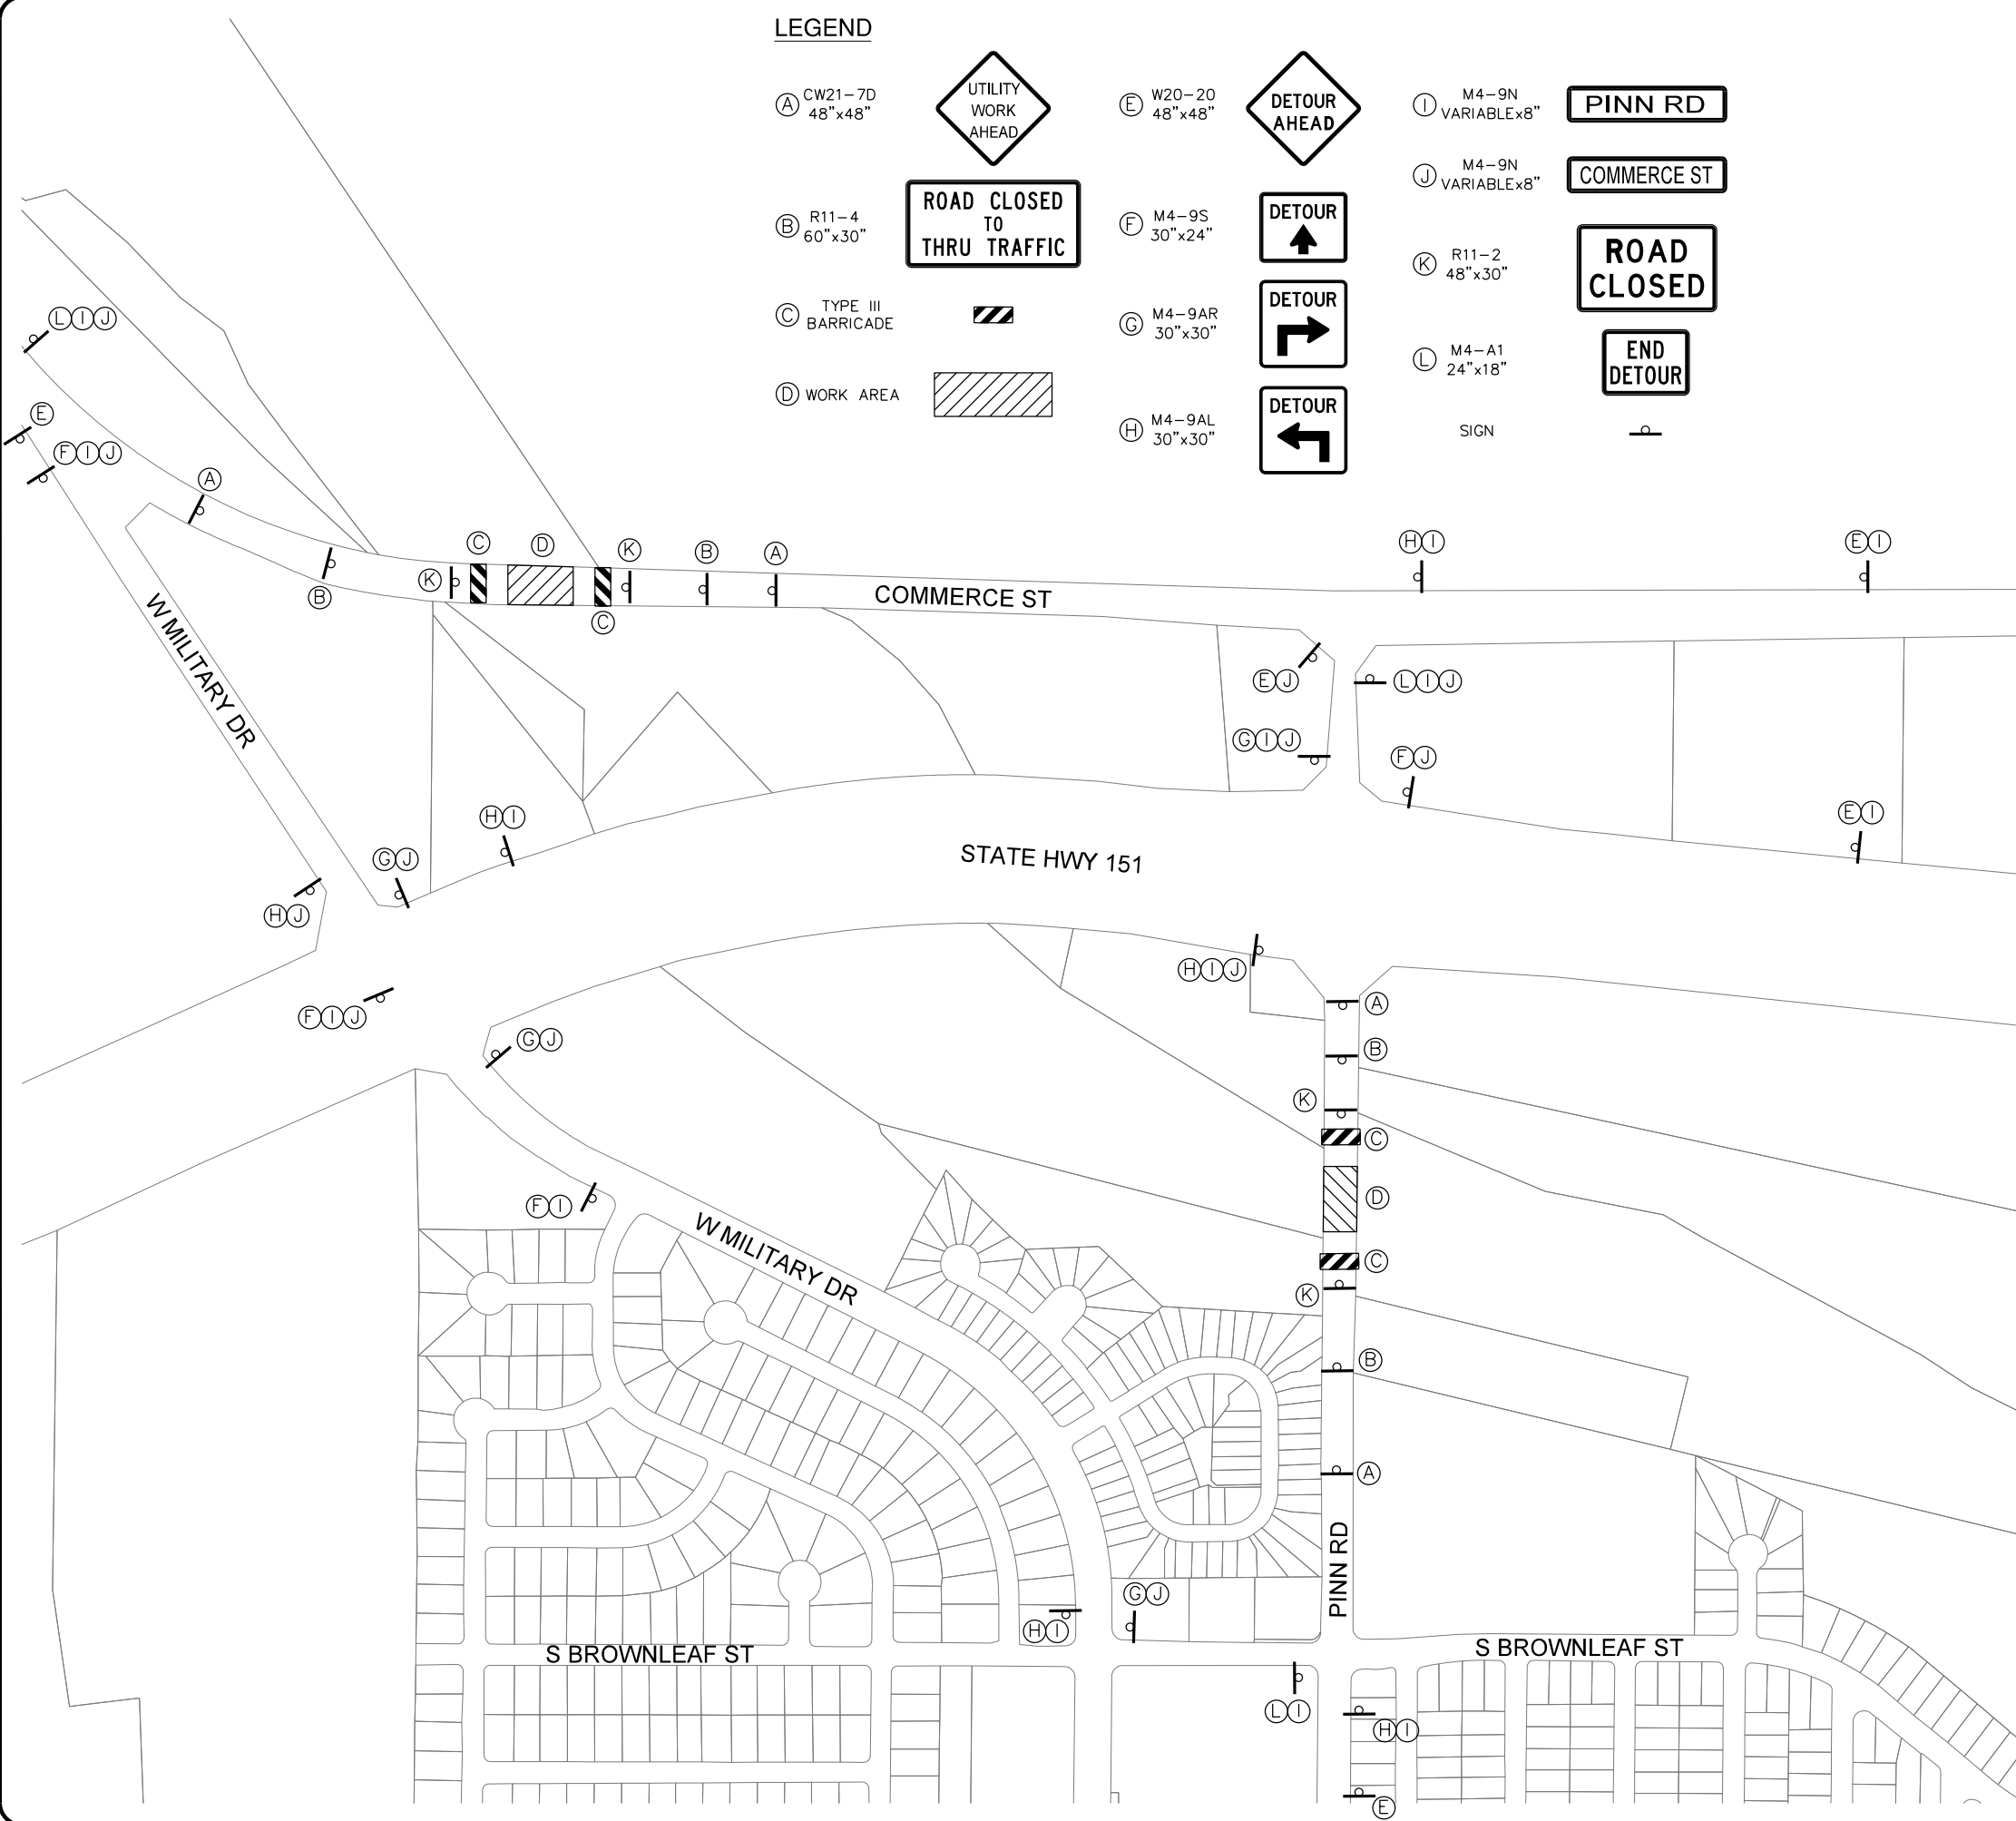 LEGEND
A CW21-7D
48"x48"
UTILITY
WORK
AHEAD
B R11-4
60"x30"
ROAD CLOSED
TO
THRU TRAFFIC
C TYPE III
BARRICADE
D WORK AREA
E W20-20
48"x48"
DETOUR
AHEAD
F M4-9S
30"x24"
DETOUR
G M4-9AR
30"x30"
DETOUR
H M4-9AL
30"x30"
DETOUR
I M4-9N
VARIABLEx8"
PINN RD
J M4-9N
VARIABLEx8"
COMMERCE ST
K R11-2
48"x30"
ROAD
CLOSED
L M4-A1
24"x18"
END
DETOUR
SIGN
L I J
E
F I J
A
B
K
C
D
C
K
B
A
COMMERCE ST
H I
E I
W MILITARY DR
E J
L I J
G I J
F J
E I
H I
G J
H J
STATE HWY 151
F I J
G J
H I J
A
B
K
C
D
C
K
B
A
F I
W MILITARY DR
PINN RD
G J
H I
S BROWNLEAF ST
S BROWNLEAF ST
L I
H I
E